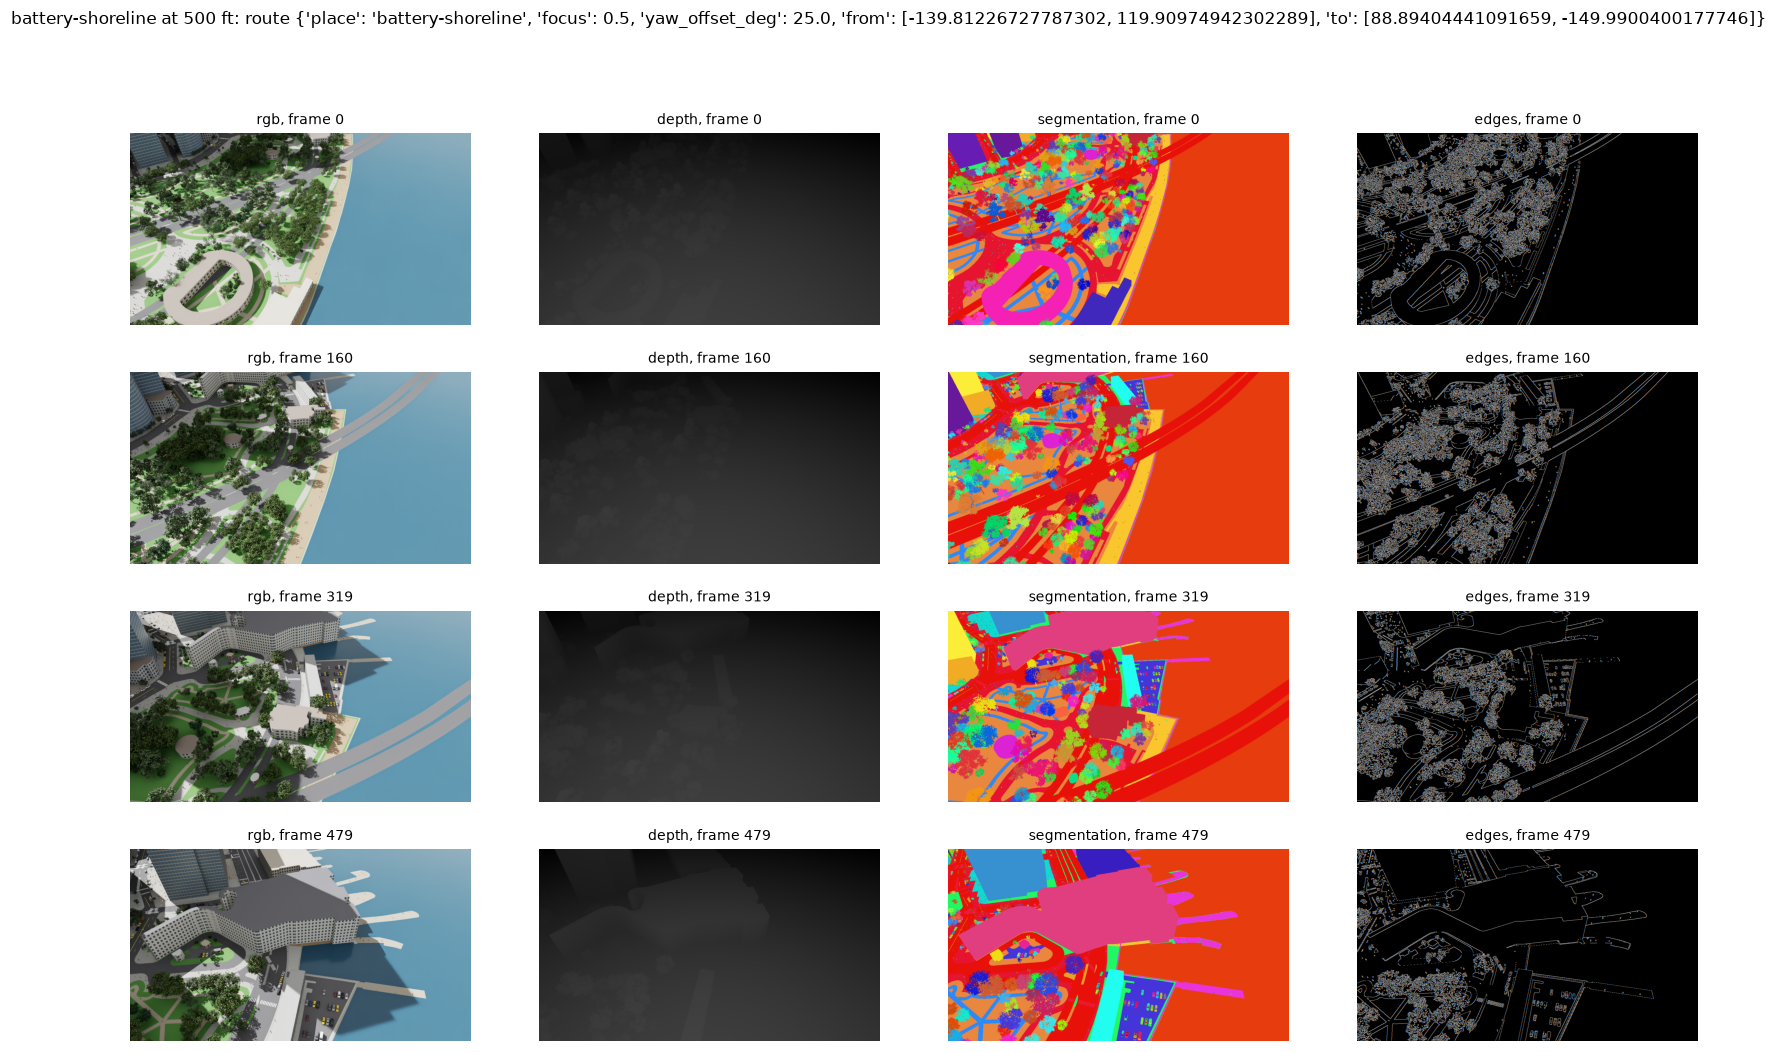 battery-shoreline at 500 ft: route {'place': 'battery-shoreline', 'focus': 0.5, 'yaw_offset_deg': 25.0, 'from': [-139.81226727787302, 119.90974942302289], 'to': [88.89404441091659, -149.9900400177746]}
rgb, frame 0 depth, frame 0 segmentation, frame 0 edges, frame 0
rgb, frame 160 depth, frame 160 segmentation, frame 160 edges, frame 160
rgb, frame 319 depth, frame 319 segmentation, frame 319 edges, frame 319
rgb, frame 479 depth, frame 479 segmentation, frame 479 edges, frame 479